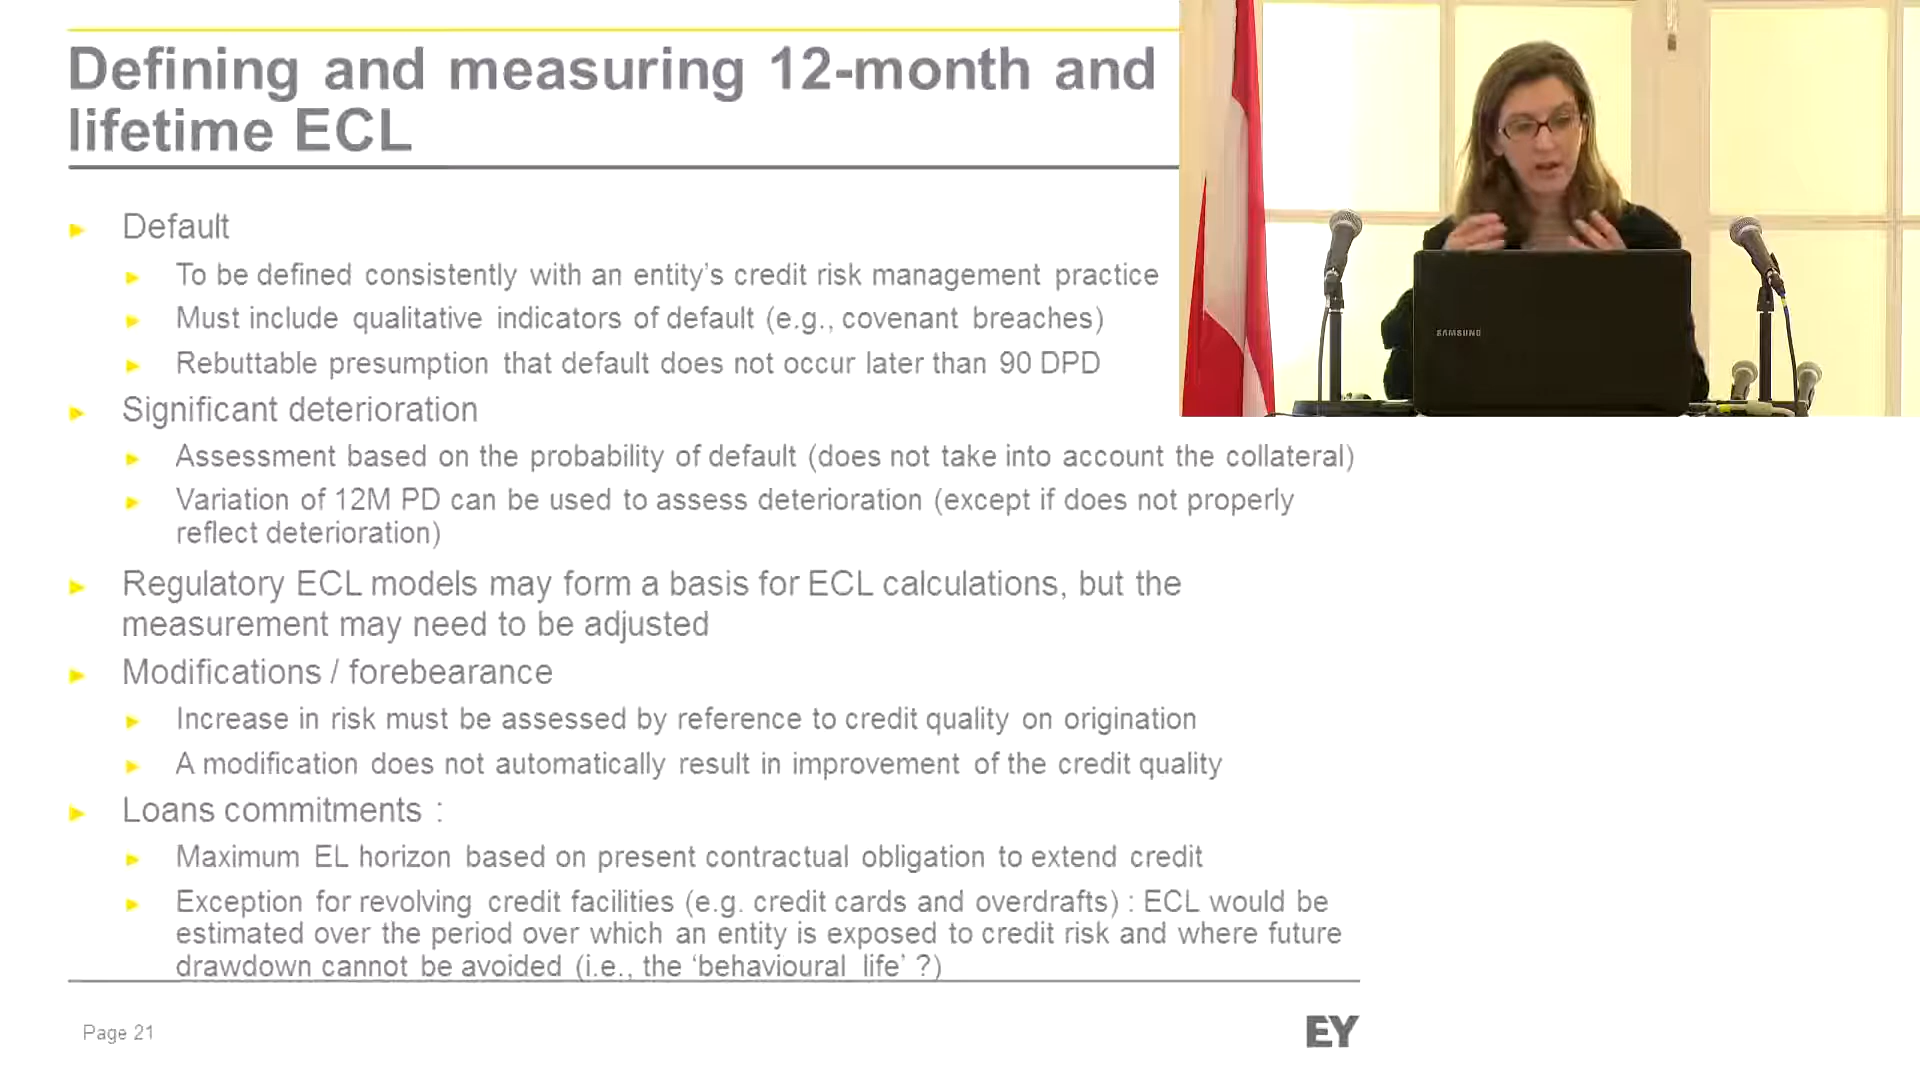 Defining and measuring 12-month and
lifetime ECL
Default
To be defined consistently with an entity's credit risk management practice
Must include qualitative indicators of default (e.g., covenant breaches)
Rebuttable presumption that default does not occur later than 90 DPD
Significant deterioration
Assessment based on the probability of default (does not take into account the collateral)
Variation of 12M PD can be used to assess deterioration (except if does not properly
reflect deterioration)
Regulatory ECL models may form a basis for ECL calculations, but the
measurement may need to be adjusted
Modifications / forebearance
Increase in risk must be assessed by reference to credit quality on origination
A modification does not automatically result in improvement of the credit quality
Loans commitments :
Maximum EL horizon based on present contractual obligation to extend credit
Exception for revolving credit facilities (e.g. credit cards and overdrafts) : ECL would be
estimated over the period over which an entity is exposed to credit risk and where future
drawdown cannot be avoided (i.e., the ‘behavioural life’ ?)
Page 21
EY
SAMSUNG